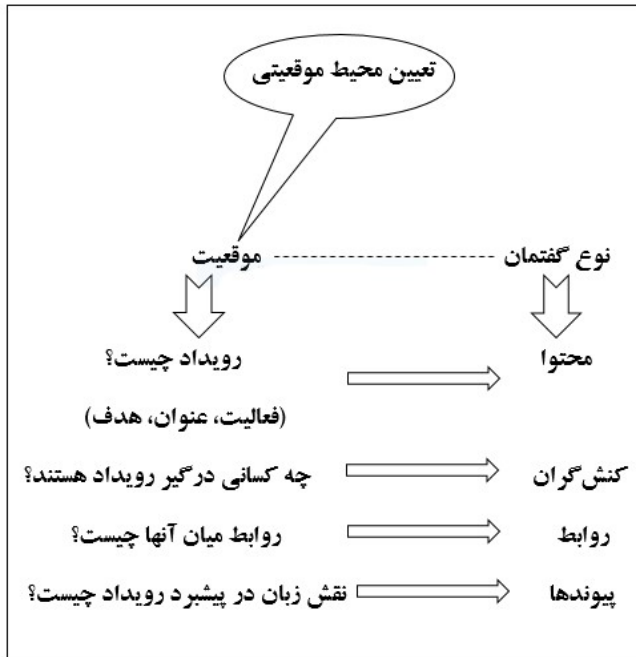 تعیین محیط موقعیتی
نوع گفتمان
موقعیت
محتوا
رویداد چیست؟
(فعالیت، عنوان، هدف)
کنش‌گران
چه کسانی درگیر رویداد هستند؟
روابط
روابط میان آنها چیست؟
پیوندها
نقش زبان در پیشبرد رویداد چیست؟